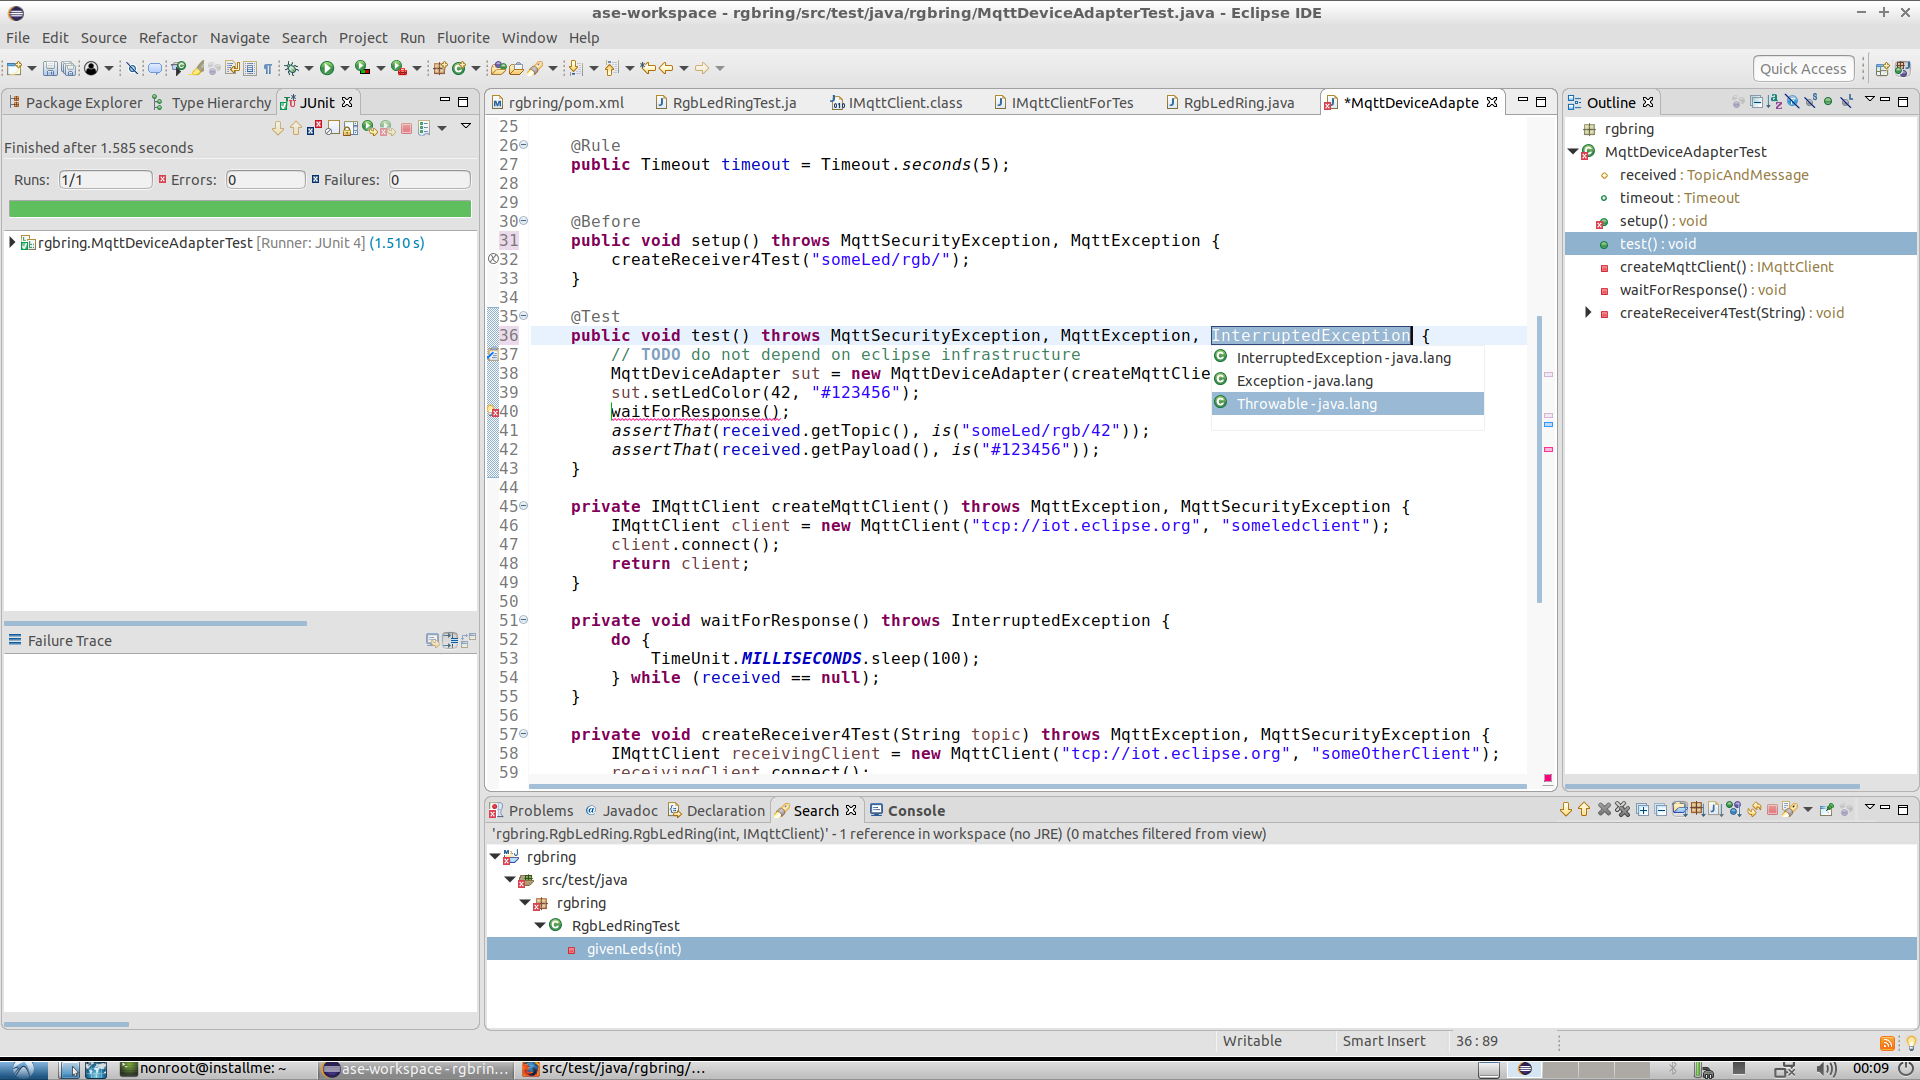 ase-workspace - rgbring/src/test/java/rgbring/MqttDeviceAdapterTest.java - Eclipse IDE
File Edit Source Refactor Navigate Search Project Run Fluorite Window Help
Quick Access
Package Explorer Type Hierarchy JUnit
Finished after 1.585 seconds
Runs: 1/1 Errors: 0 Failures: 0
rgbring.MqttDeviceAdapterTest [Runner: JUnit 4] (1.510 s)
Failure Trace
rgbring/pom.xml RgbLedRingTest.ja IMqttClient.class IMqttClientForTes RgbLedRing.java *MqttDeviceAdapte
25
26 @Rule
27 public Timeout timeout = Timeout.seconds(5);
28
29
30 @Before
31 public void setup() throws MqttSecurityException, MqttException {
32 createReceiver4Test("someLed/rgb/");
33 }
34
35 @Test
36 public void test() throws MqttSecurityException, MqttException, InterruptedException {
37 // TODO do not depend on eclipse infrastructure
38 MqttDeviceAdapter sut = new MqttDeviceAdapter(createMqttClie
39 sut.setLedColor(42, "#123456");
40 waitForResponse();
41 assertThat(received.getTopic(), is("someLed/rgb/42"));
42 assertThat(received.getPayload(), is("#123456"));
43 }
44
45 private IMqttClient createMqttClient() throws MqttException, MqttSecurityException {
46 IMqttClient client = new MqttClient("tcp://iot.eclipse.org", "someledclient");
47 client.connect();
48 return client;
49 }
50
51 private void waitForResponse() throws InterruptedException {
52 do {
53 TimeUnit.MILLISECONDS.sleep(100);
54 } while (received == null);
55 }
56
57 private void createReceiver4Test(String topic) throws MqttException, MqttSecurityException {
58 IMqttClient receivingClient = new MqttClient("tcp://iot.eclipse.org", "someOtherClient");
59 receivingClient.connect();
InterruptedException - java.lang
Exception - java.lang
Throwable - java.lang
Outline
rgbring
MqttDeviceAdapterTest
received : TopicAndMessage
timeout : Timeout
setup() : void
test() : void
createMqttClient() : IMqttClient
waitForResponse() : void
createReceiver4Test(String) : void
Problems Javadoc Declaration Search Console
'rgbring.RgbLedRing.RgbLedRing(int, IMqttClient)' - 1 reference in workspace (no JRE) (0 matches filtered from view)
rgbring
src/test/java
rgbring
RgbLedRingTest
givenLeds(int)
Writable Smart Insert 36 : 89
nonroot@installme: ~ ase-workspace - rgbrin... src/test/java/rgbring/... 00:09